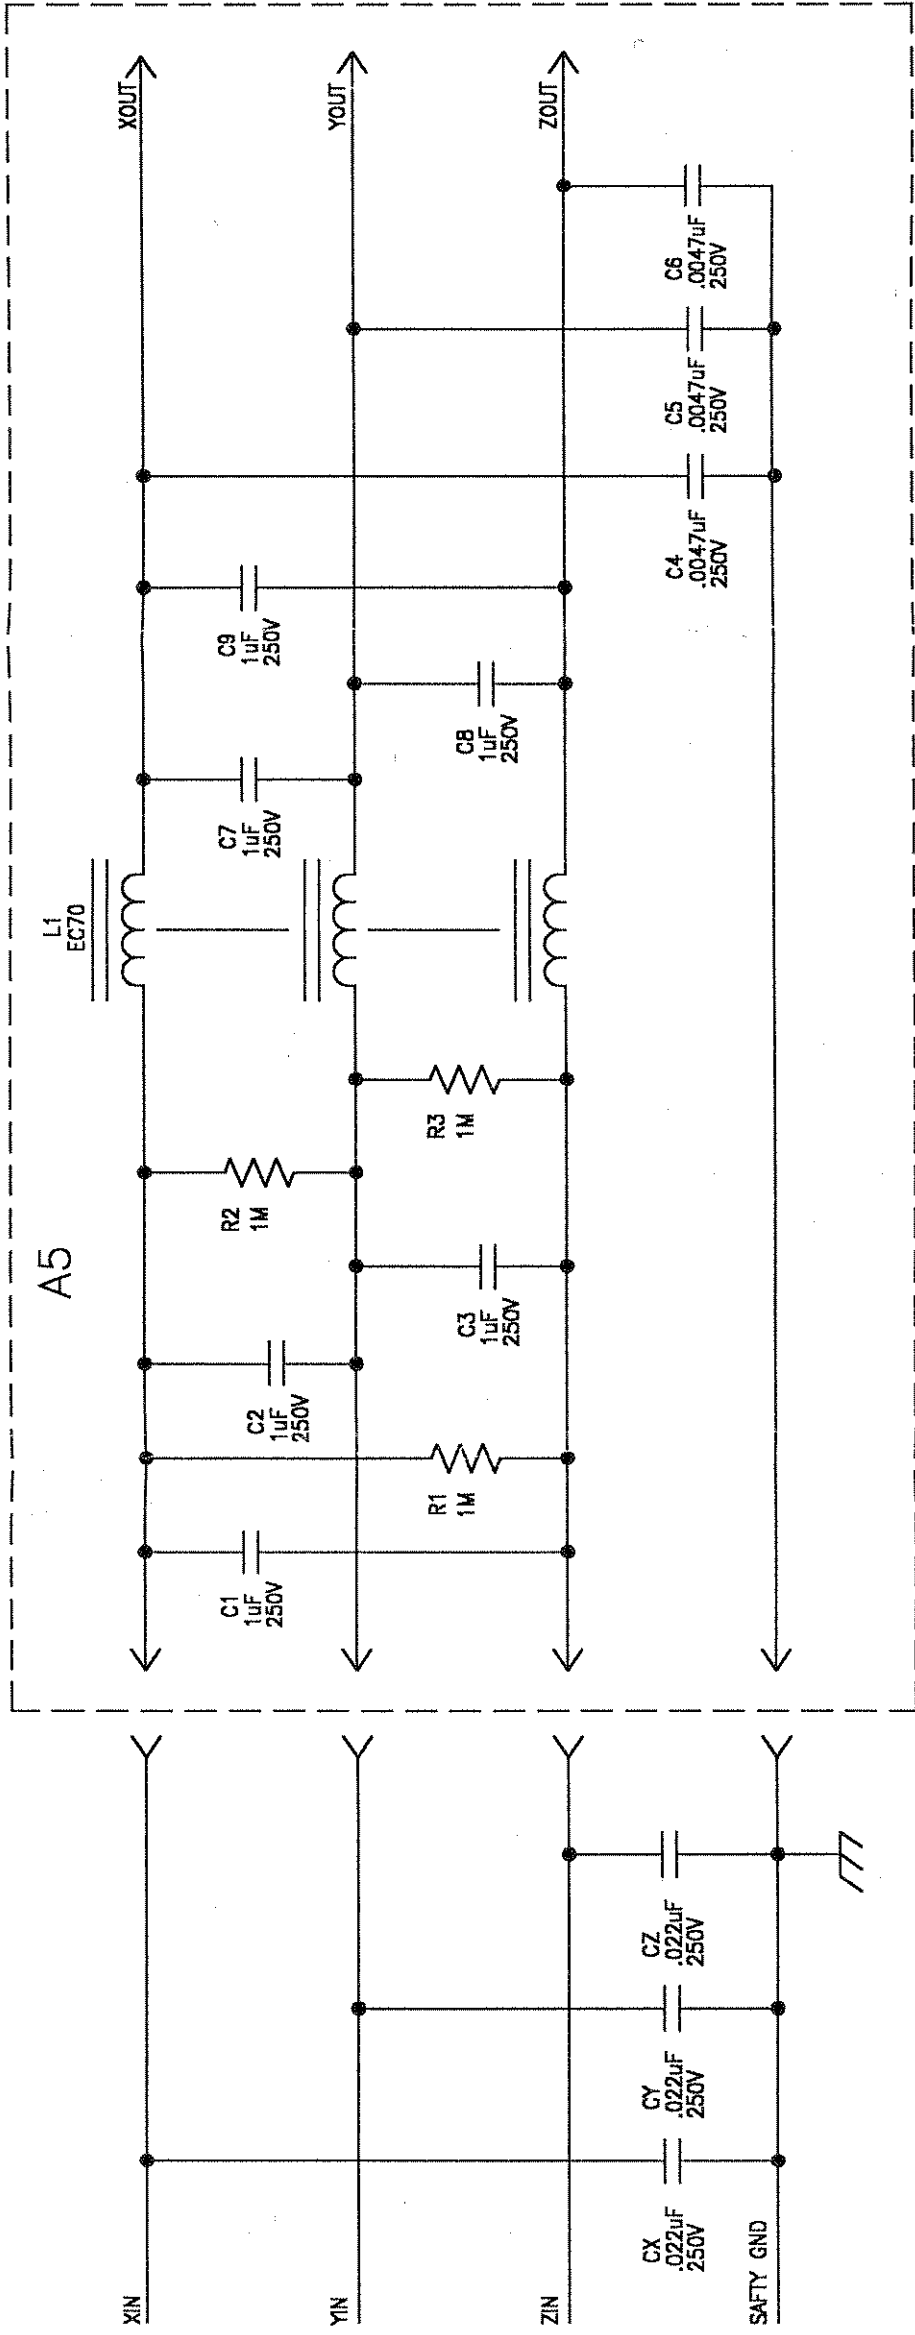 A5
XIN
YIN
ZIN
SAFTY GND
CX
.022uF
250V
CY
.022uF
250V
CZ
.022uF
250V
C1
1uF
250V
R1
1M
C2
1uF
250V
C3
1uF
250V
R2
1M
R3
1M
L1
EC70
C7
1uF
250V
C8
1uF
250V
C9
1uF
250V
C4
.0047uF
250V
C5
.0047uF
250V
C6
.0047uF
250V
XOUT
YOUT
ZOUT